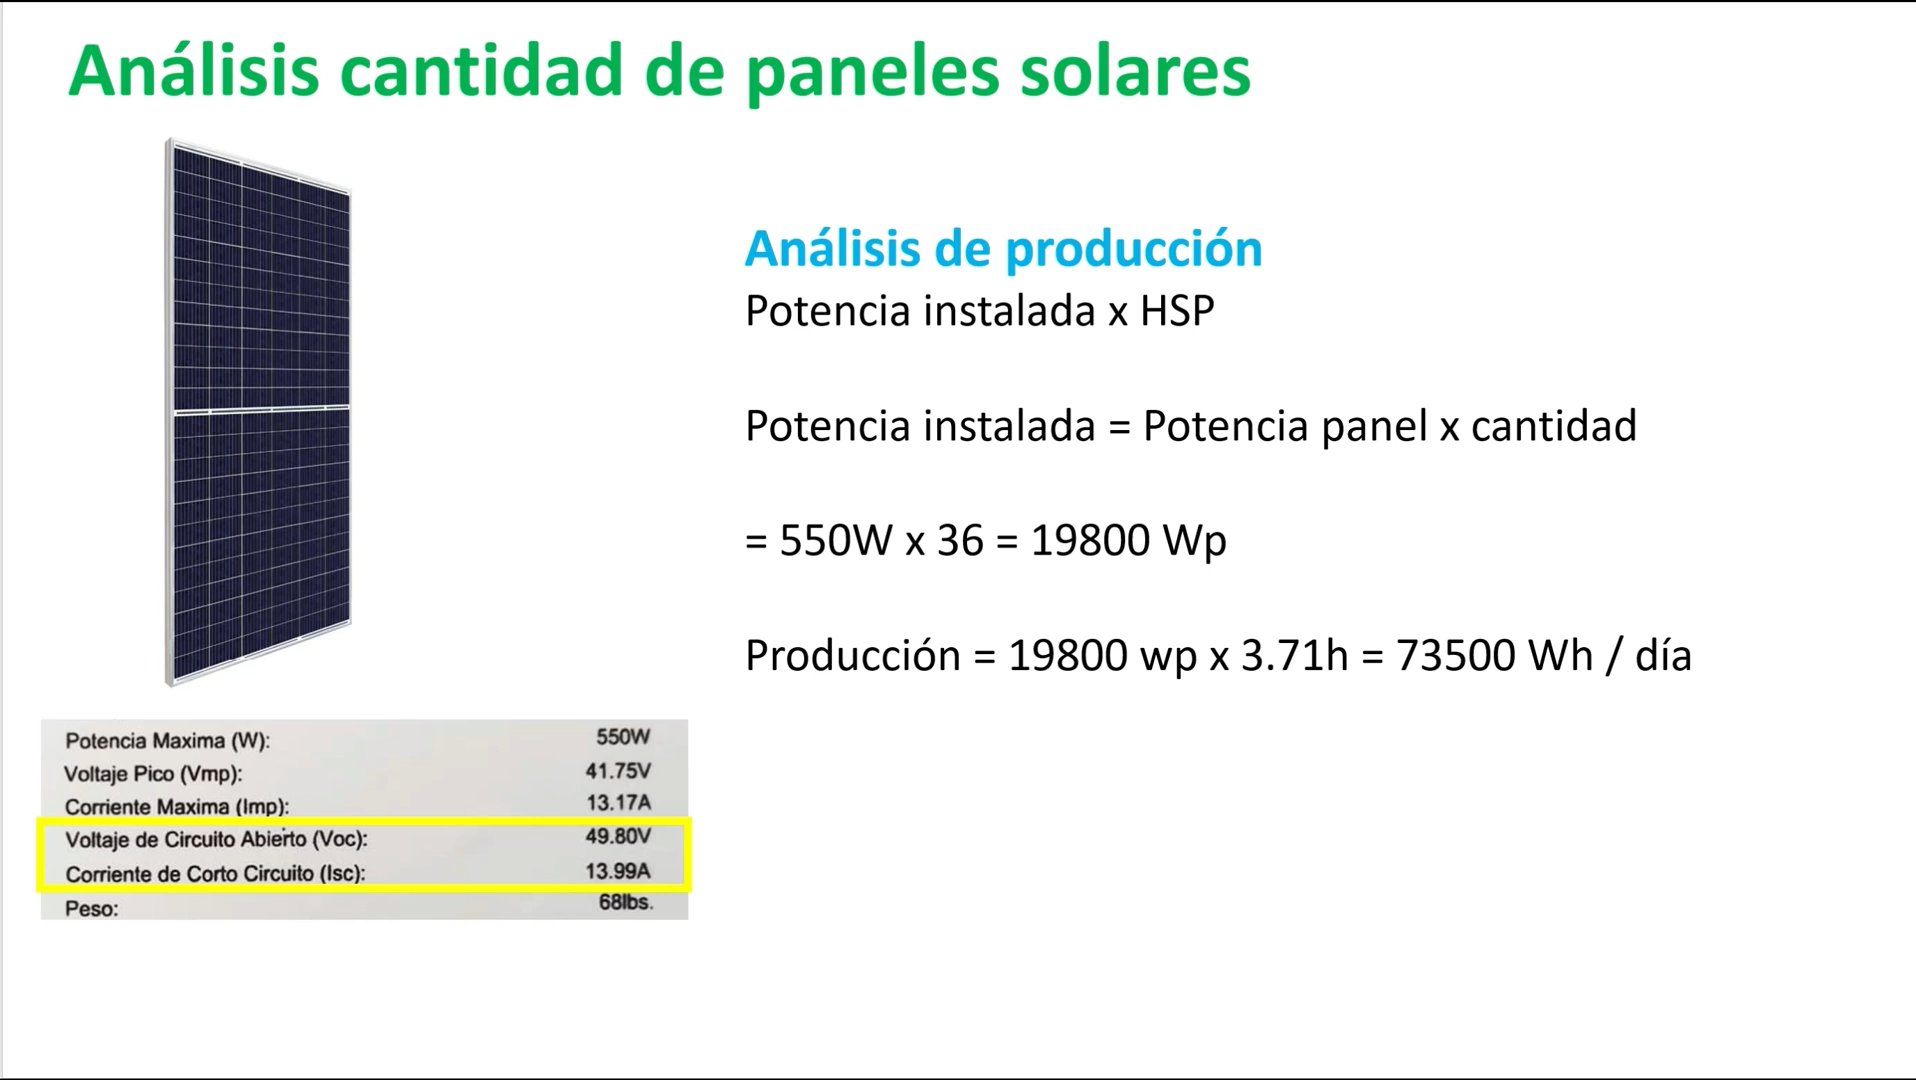 Análisis cantidad de paneles solares
Análisis de producción
Potencia instalada x HSP
Potencia instalada = Potencia panel x cantidad
= 550W x 36 = 19800 Wp
Producción = 19800 wp x 3.71h = 73500 Wh / día
Potencia Maxima (W): 550W
Voltaje Pico (Vmp): 41.75V
Corriente Maxima (Imp): 13.17A
Voltaje de Circuito Abierto (Voc): 49.80V
Corriente de Corto Circuito (Isc): 13.99A
Peso: 68lbs.